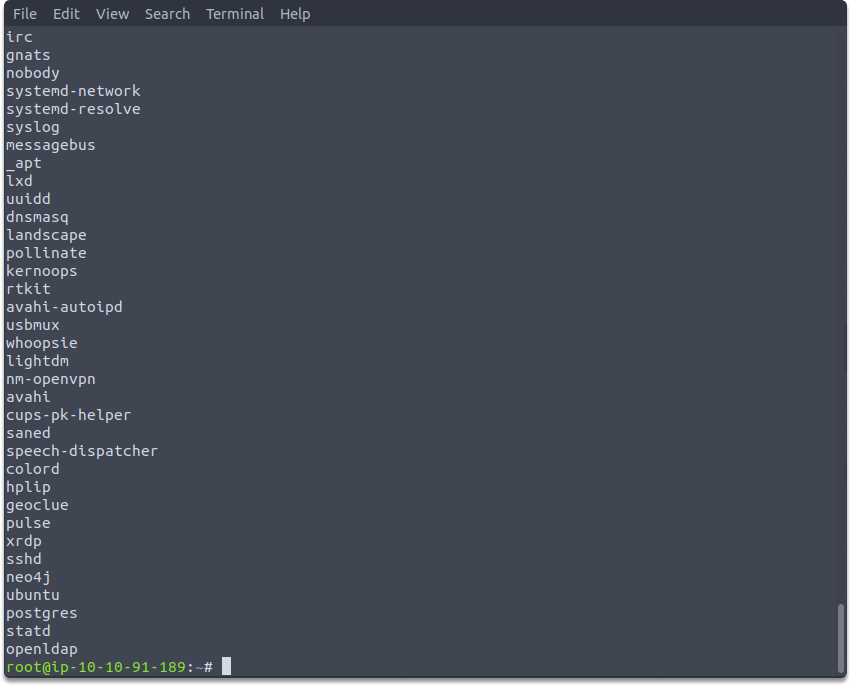 File Edit View Search Terminal Help
irc
gnats
nobody
systemd-network
systemd-resolve
syslog
messagebus
_apt
lxd
uuidd
dnsmasq
landscape
pollinate
kernoops
rtkit
avahi-autoipd
usbmux
whoopsie
lightdm
nm-openvpn
avahi
cups-pk-helper
saned
speech-dispatcher
colord
hplip
geoclue
pulse
xrdp
sshd
neo4j
ubuntu
postgres
statd
openldap
root@ip-10-10-91-189:~#